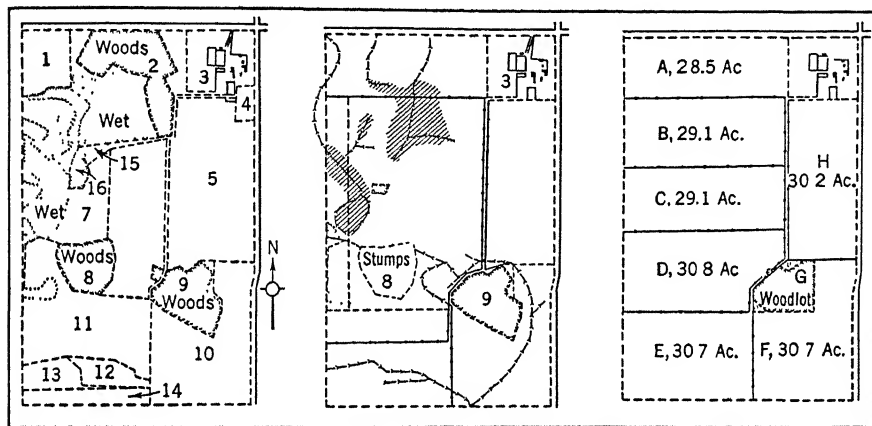 1
Woods
2
3
4
Wet
15
16
5
Wet
7
Woods
8
N
9
Woods
11
10
13
12
14
3
Stumps
8
9
A, 28.5 Ac
B, 29.1 Ac.
C, 29.1 Ac.
H
30 2 Ac.
D, 30 8 Ac
G
Woodlot
E, 30 7 Ac.
F, 30 7 Ac.